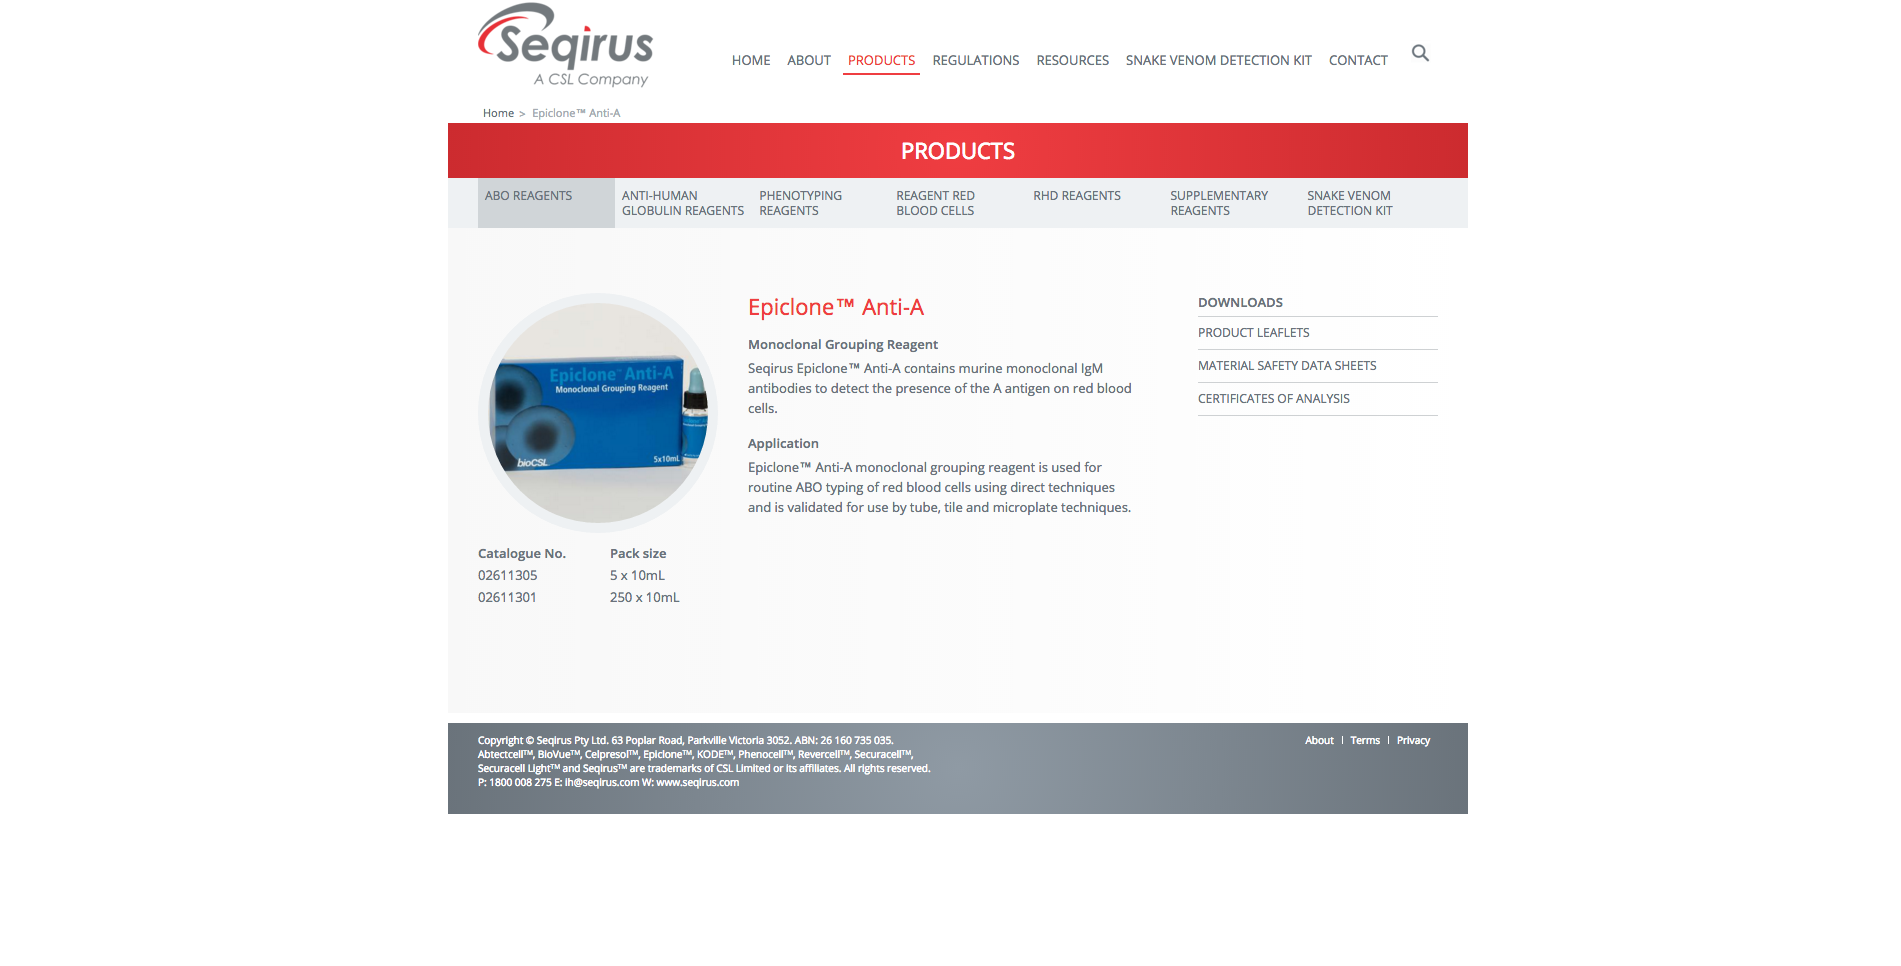 Seqirus
A CSL Company
HOME ABOUT PRODUCTS REGULATIONS RESOURCES SNAKE VENOM DETECTION KIT CONTACT
Home > Epiclone™ Anti-A
PRODUCTS
ABO REAGENTS
ANTI-HUMAN
GLOBULIN REAGENTS
PHENOTYPING
REAGENTS
REAGENT RED
BLOOD CELLS
RHD REAGENTS
SUPPLEMENTARY
REAGENTS
SNAKE VENOM
DETECTION KIT
Epiclone™ Anti-A
Monoclonal Grouping Reagent
bioCSL
5x10mL
Catalogue No. Pack size
02611305 5 x 10mL
02611301 250 x 10mL
Epiclone™ Anti-A
Monoclonal Grouping Reagent
Seqirus Epiclone™ Anti-A contains murine monoclonal IgM
antibodies to detect the presence of the A antigen on red blood
cells.
Application
Epiclone™ Anti-A monoclonal grouping reagent is used for
routine ABO typing of red blood cells using direct techniques
and is validated for use by tube, tile and microplate techniques.
DOWNLOADS
PRODUCT LEAFLETS
MATERIAL SAFETY DATA SHEETS
CERTIFICATES OF ANALYSIS
Copyright © Seqirus Pty Ltd. 63 Poplar Road, Parkville Victoria 3052. ABN: 26 160 735 035.
Abtectcell™, BioVue™, Celpresol™, Epiclone™, KODE™, Phenocell™, Revercell™, Securacell™,
Securacell Light™ and Seqirus™ are trademarks of CSL Limited or its affiliates. All rights reserved.
P: 1800 008 275 E: ih@seqirus.com W: www.seqirus.com
About | Terms | Privacy